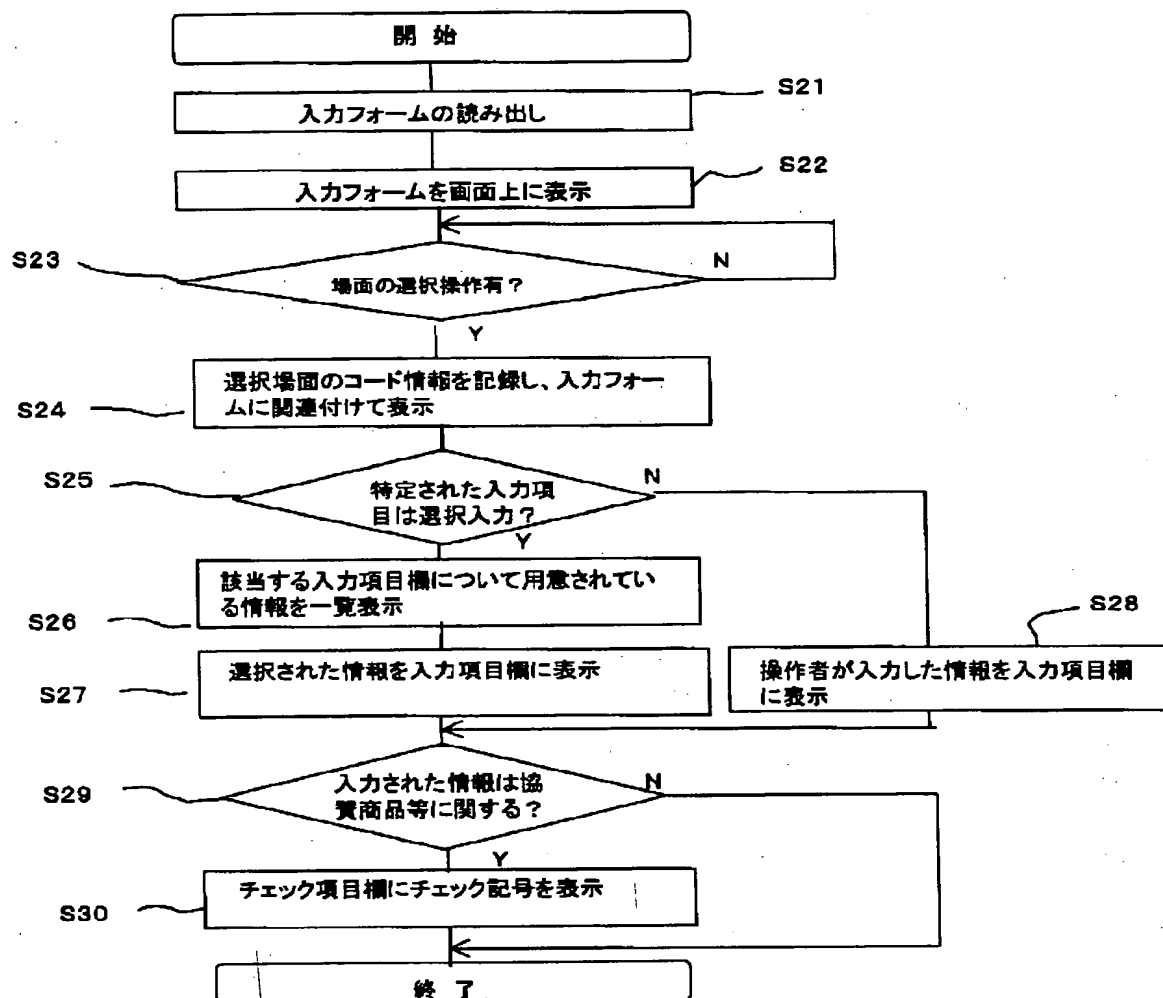 開 始
S21
入力フォームの読み出し
S22
入力フォームを画面上に表示
S23
場面の選択操作有？
N
Y
S24
選択場面のコード情報を記録し、入力フォー
ムに関連付けて表示
S25
特定された入力項
目は選択入力？
N
Y
S26
該当する入力項目欄について用意されてい
る情報を一覧表示
S27
選択された情報を入力項目欄に表示
S28
操作者が入力した情報を入力項目欄
に表示
S29
入力された情報は協
賛商品等に関する？
N
Y
S30
チェック項目欄にチェック記号を表示
終 了